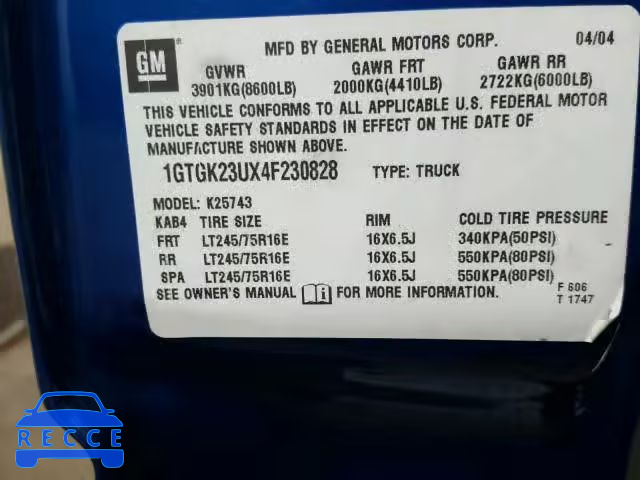 GM ®
MFD BY GENERAL MOTORS CORP. 04/04
GVWR GAWR FRT GAWR RR
3901KG(8600LB) 2000KG(4410LB) 2722KG(6000LB)
THIS VEHICLE CONFORMS TO ALL APPLICABLE U.S. FEDERAL MOTOR
VEHICLE SAFETY STANDARDS IN EFFECT ON THE DATE OF
MANUFACTURE SHOWN ABOVE.
1GTGK23UX4F230828 TYPE: TRUCK
MODEL: K25743
KAB4 TIRE SIZE RIM COLD TIRE PRESSURE
FRT LT245/75R16E 16X6.5J 340KPA(50PSI)
RR LT245/75R16E 16X6.5J 550KPA(80PSI)
SPA LT245/75R16E 16X6.5J 550KPA(80PSI)
SEE OWNER'S MANUAL i FOR MORE INFORMATION.
F 606
T 1747
RECCE